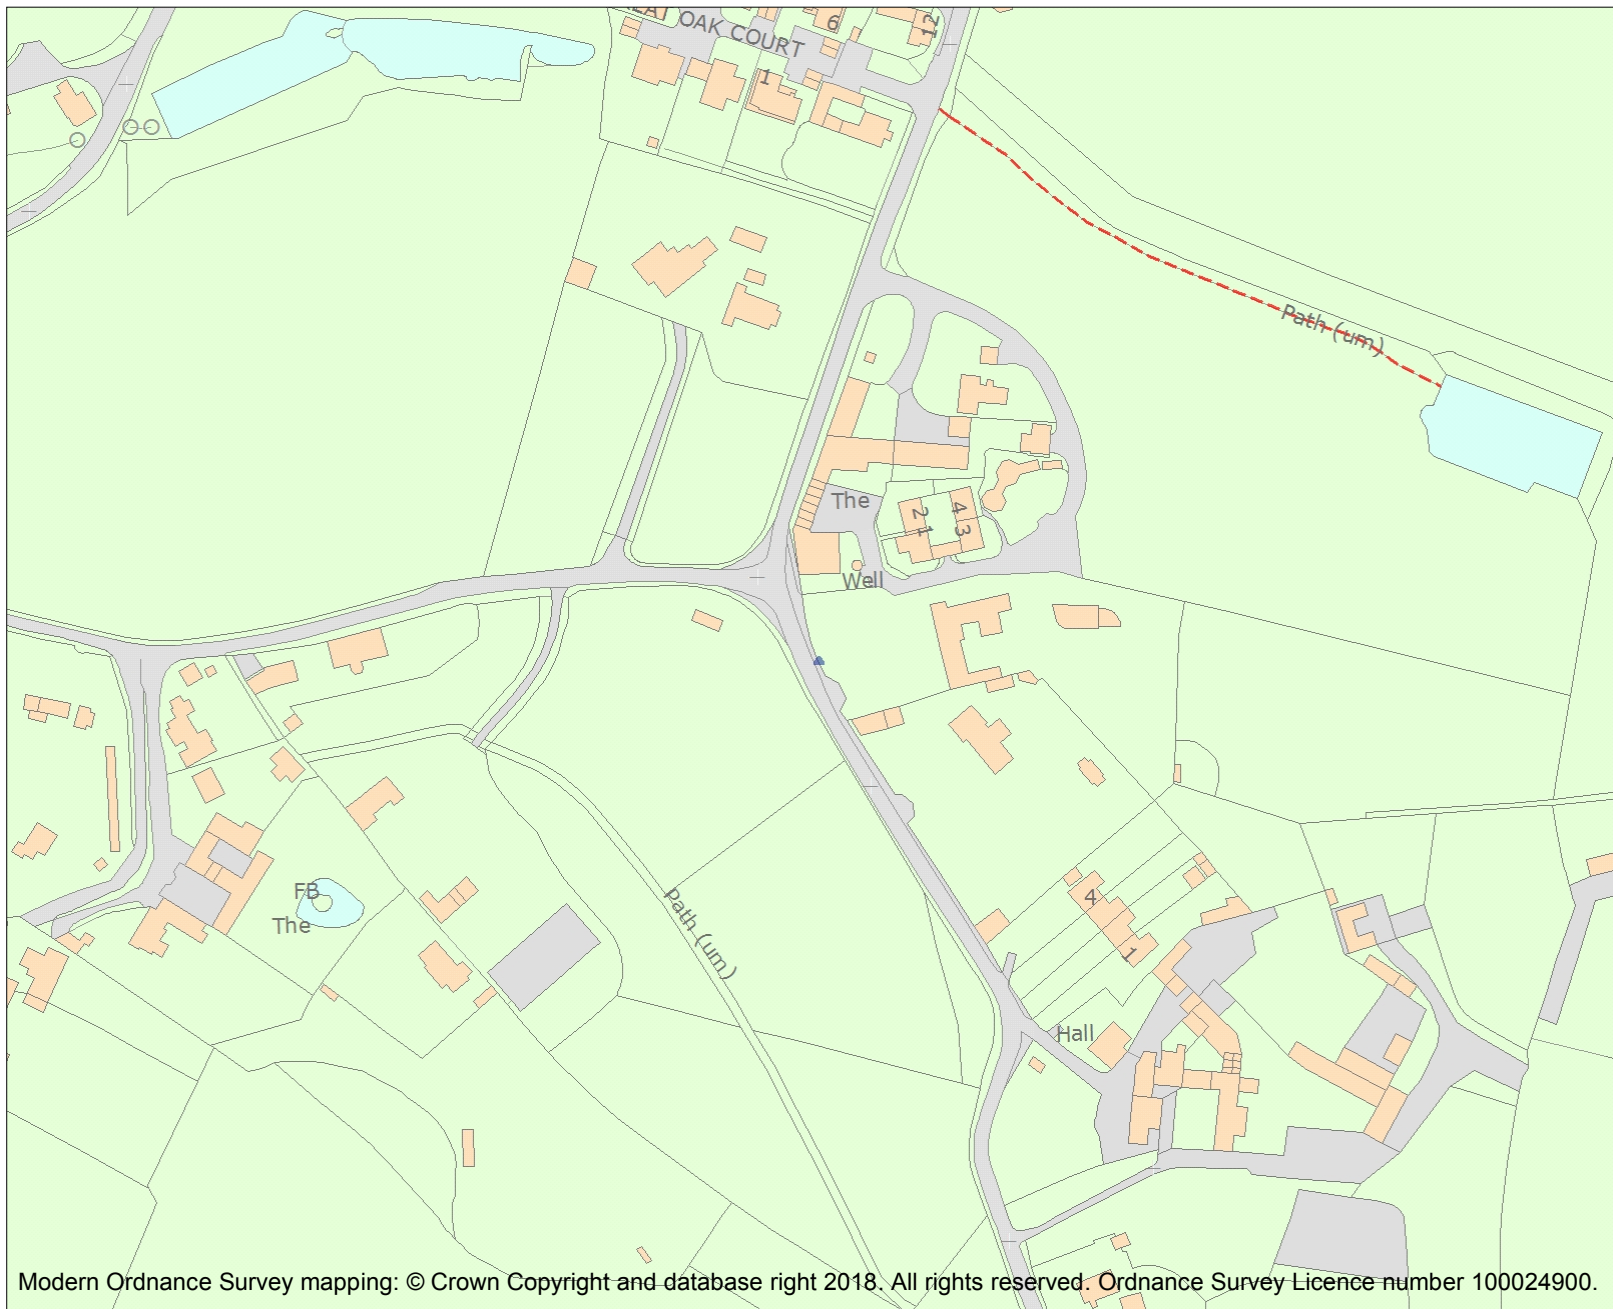 OAK COURT
6
12
1
Path (um)
The
2
1
4
3
Well
FB
The
Path (um)
4
1
Hall
Modern Ordnance Survey mapping: © Crown Copyright and database right 2018. All rights reserved. Ordnance Survey Licence number 100024900.